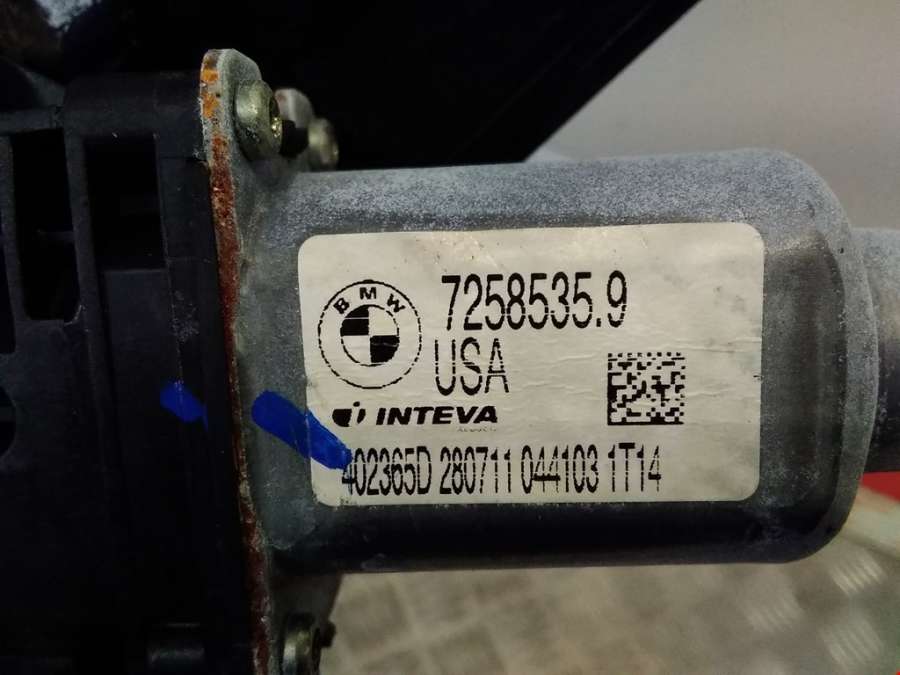 BMW
7258535.9
USA
INTEVA
402365D 280711 044103 1T14